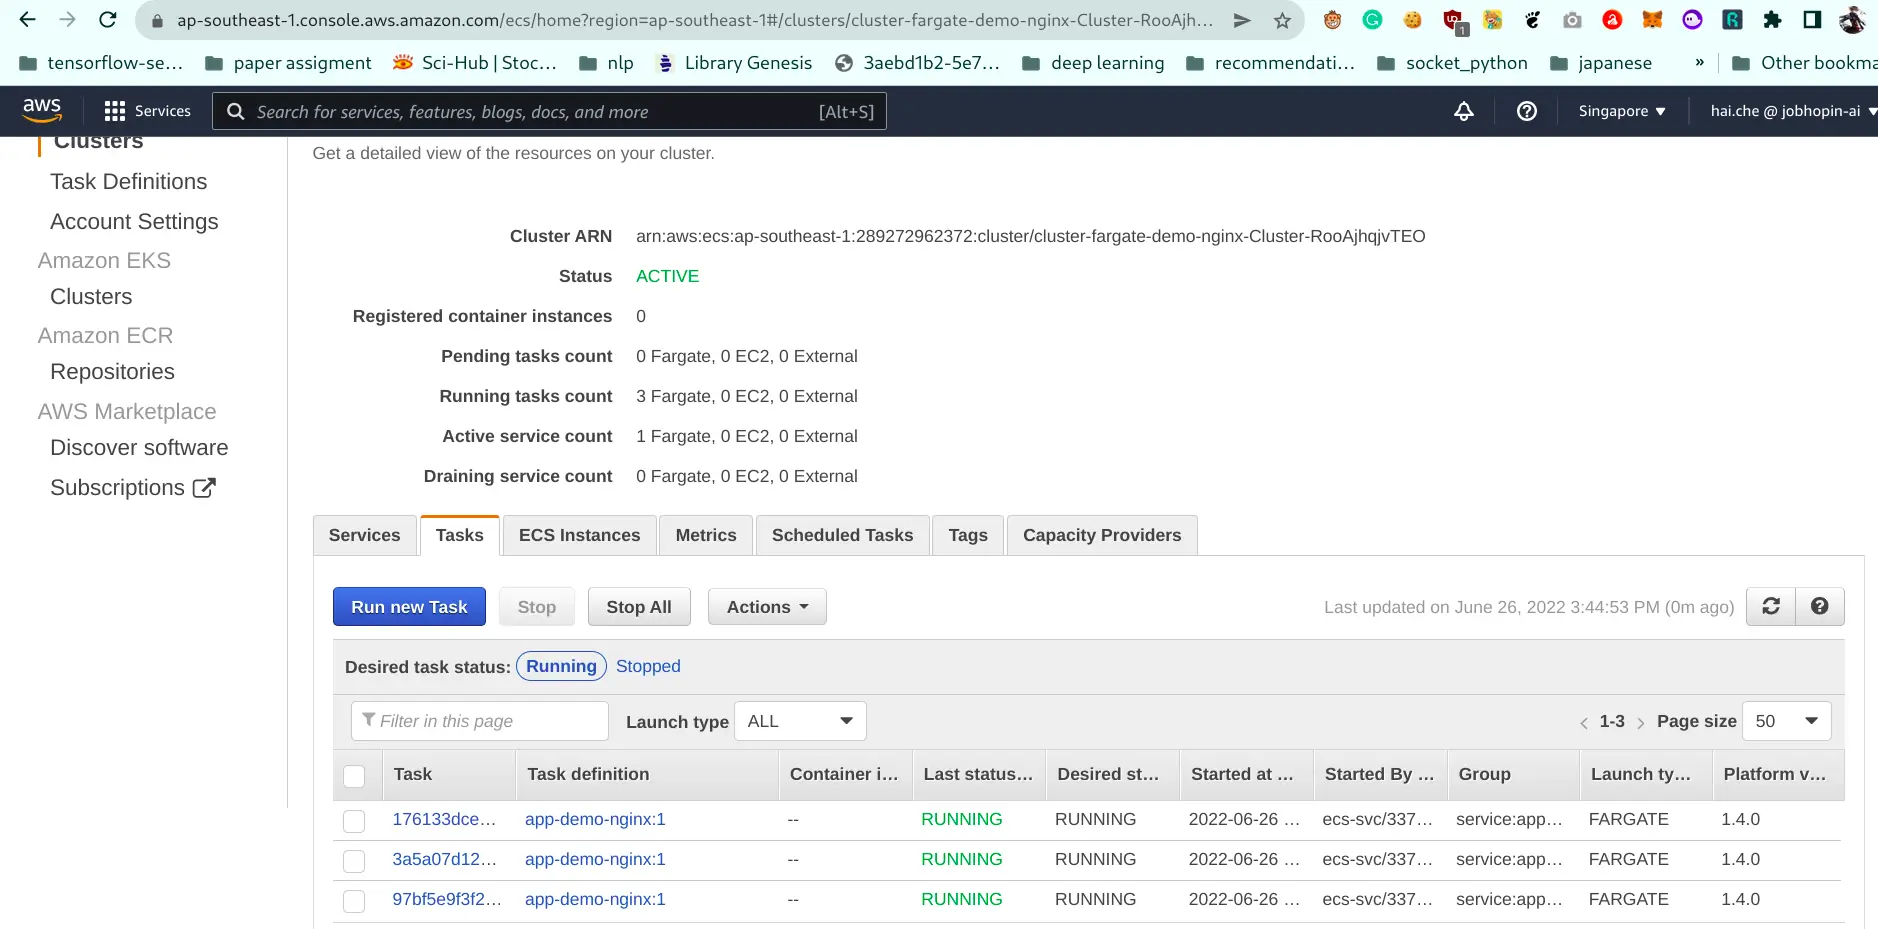 ap-southeast-1.console.aws.amazon.com/ecs/home?region=ap-southeast-1#/clusters/cluster-fargate-demo-nginx-Cluster-RooAjh...
1
tensorflow-se... paper assigment Sci-Hub | Stoc... nlp Library Genesis 3aebd1b2-5e7... deep learning recommendati... socket_python japanese » Other bookma
aws Services Search for services, features, blogs, docs, and more [Alt+S] Singapore ▼ hai.che @ jobhopin-ai ▼
Clusters
Task Definitions
Account Settings
Amazon EKS
Clusters
Amazon ECR
Repositories
AWS Marketplace
Discover software
Subscriptions
Get a detailed view of the resources on your cluster.
Cluster ARN arn:aws:ecs:ap-southeast-1:289272962372:cluster/cluster-fargate-demo-nginx-Cluster-RooAjhqjvTEO
Status ACTIVE
Registered container instances 0
Pending tasks count 0 Fargate, 0 EC2, 0 External
Running tasks count 3 Fargate, 0 EC2, 0 External
Active service count 1 Fargate, 0 EC2, 0 External
Draining service count 0 Fargate, 0 EC2, 0 External
Services Tasks ECS Instances Metrics Scheduled Tasks Tags Capacity Providers
Run new Task Stop Stop All Actions Last updated on June 26, 2022 3:44:53 PM (0m ago)
Desired task status: Running Stopped
Filter in this page Launch type ALL < 1-3 > Page size 50
Task Task definition Container i... Last status... Desired st... Started at ... Started By ... Group Launch ty... Platform v...
176133dce... app-demo-nginx:1 -- RUNNING RUNNING 2022-06-26 ... ecs-svc/337... service:app... FARGATE 1.4.0
3a5a07d12... app-demo-nginx:1 -- RUNNING RUNNING 2022-06-26 ... ecs-svc/337... service:app... FARGATE 1.4.0
97bf5e9f3f2... app-demo-nginx:1 -- RUNNING RUNNING 2022-06-26 ... ecs-svc/337... service:app... FARGATE 1.4.0